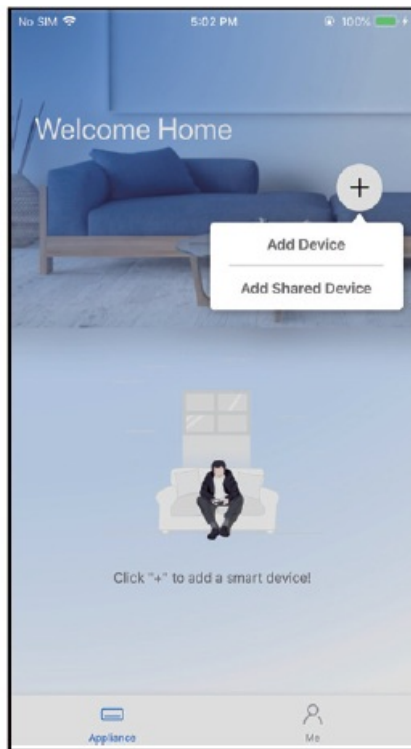 No SIM 5:02 PM 100%
Welcome Home
+
Add Device
Add Shared Device
Click "+" to add a smart device!
Appliance Me